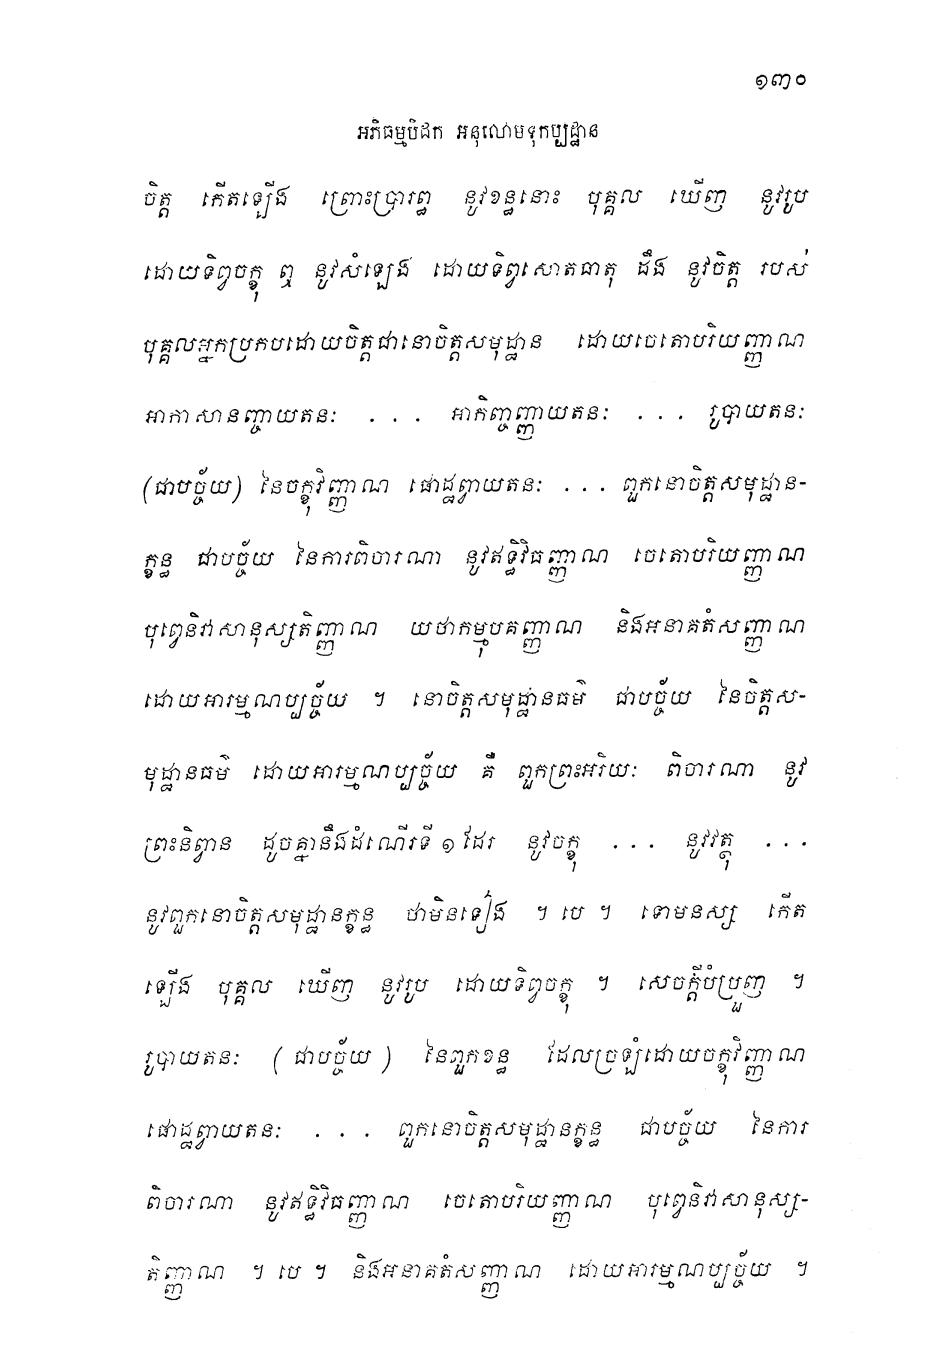 ១៣០
អភិធម្មបិដក អនុលោមទុកប្បដ្ឋាន
ចិត្ត កើតឡើង ព្រោះប្រារព្ធ នូវខន្ធនោះ បុគ្គល ឃើញ នូវរូប
ដោយទិព្វចក្ខុ ឮ នូវសំឡេង ដោយទិព្វសោតធាតុ ដឹង នូវចិត្ត របស់
បុគ្គលអ្នកប្រកបដោយចិត្តជានោចិត្តសមុដ្ឋាន ដោយចេតោបរិយញ្ញាណ
អាកាសានញ្ចាយតនៈ . . . អាកិញ្ចញ្ញាយតនៈ . . . រូបាយតនៈ
(ជាបច្ច័យ) នៃចក្ខុវិញ្ញាណ ផោដ្ឋព្វាយតនៈ . . . ពួកនោចិត្តសមុដ្ឋាន-
ក្ខន្ធ ជាបច្ច័យ នៃការពិចារណា នូវឥទ្ធិវិធញ្ញាណ ចេតោបរិយញ្ញាណ
បុព្វេនិវាសានុស្សតិញ្ញាណ យថាកម្មុបគញ្ញាណ និងអនាគតំសញ្ញាណ
ដោយអារម្មណប្បច្ច័យ ។ នោចិត្តសមុដ្ឋានធម៌ ជាបច្ច័យ នៃចិត្តស-
មុដ្ឋានធម៌ ដោយអារម្មណប្បច្ច័យ គឺ ពួកព្រះអរិយៈ ពិចារណា នូវ
ព្រះនិព្វាន ដូចគ្នានឹងដំណើរទី ១ ដែរ នូវចក្ខុ . . . នូវវត្ថុ . . .
នូវពួកនោចិត្តសមុដ្ឋានក្ខន្ធ ថាមិនទៀង ។ បេ ។ ទោមនស្ស កើត
ឡើង បុគ្គល ឃើញ នូវរូប ដោយទិព្វចក្ខុ ។ សេចក្ដីបំប្រួញ ។
រូបាយតនៈ ( ជាបច្ច័យ ) នៃពួកខន្ធ ដែលច្រឡំដោយចក្ខុវិញ្ញាណ
ផោដ្ឋព្វាយតនៈ . . . ពួកនោចិត្តសមុដ្ឋានក្ខន្ធ ជាបច្ច័យ នៃការ
ពិចារណា នូវឥទ្ធិវិធញ្ញាណ ចេតោបរិយញ្ញាណ បុព្វេនិវាសានុស្ស-
តិញ្ញាណ ។ បេ ។ និងអនាគតំសញ្ញាណ ដោយអារម្មណប្បច្ច័យ ។